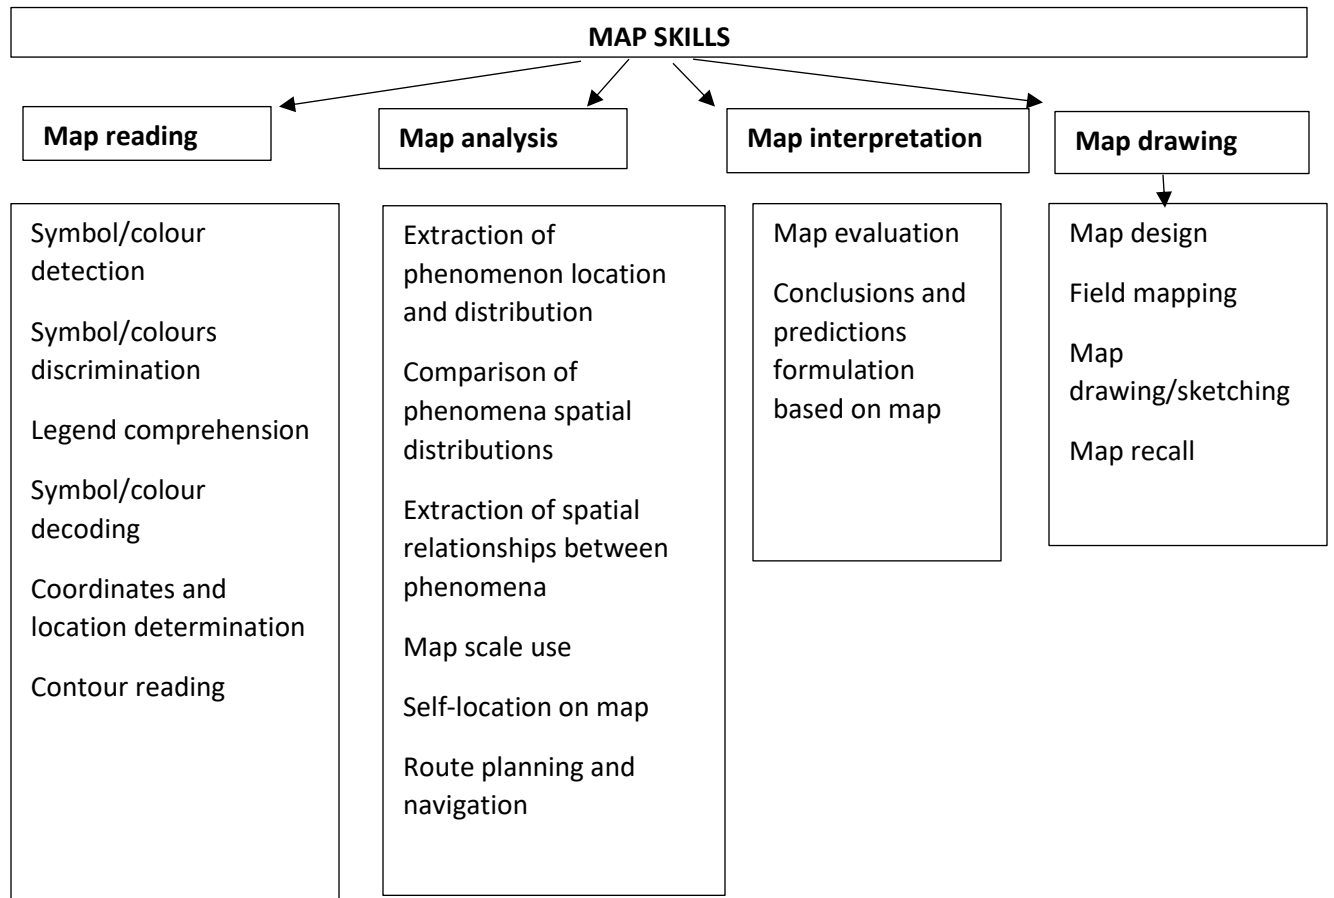 MAP SKILLS
Map reading
Map analysis
Map interpretation
Map drawing
Symbol/colour
detection
Symbol/colours
discrimination
Legend comprehension
Symbol/colour
decoding
Coordinates and
location determination
Contour reading
Extraction of
phenomenon location
and distribution
Comparison of
phenomena spatial
distributions
Extraction of spatial
relationships between
phenomena
Map scale use
Self-location on map
Route planning and
navigation
Map evaluation
Conclusions and
predictions
formulation
based on map
Map design
Field mapping
Map
drawing/sketching
Map recall